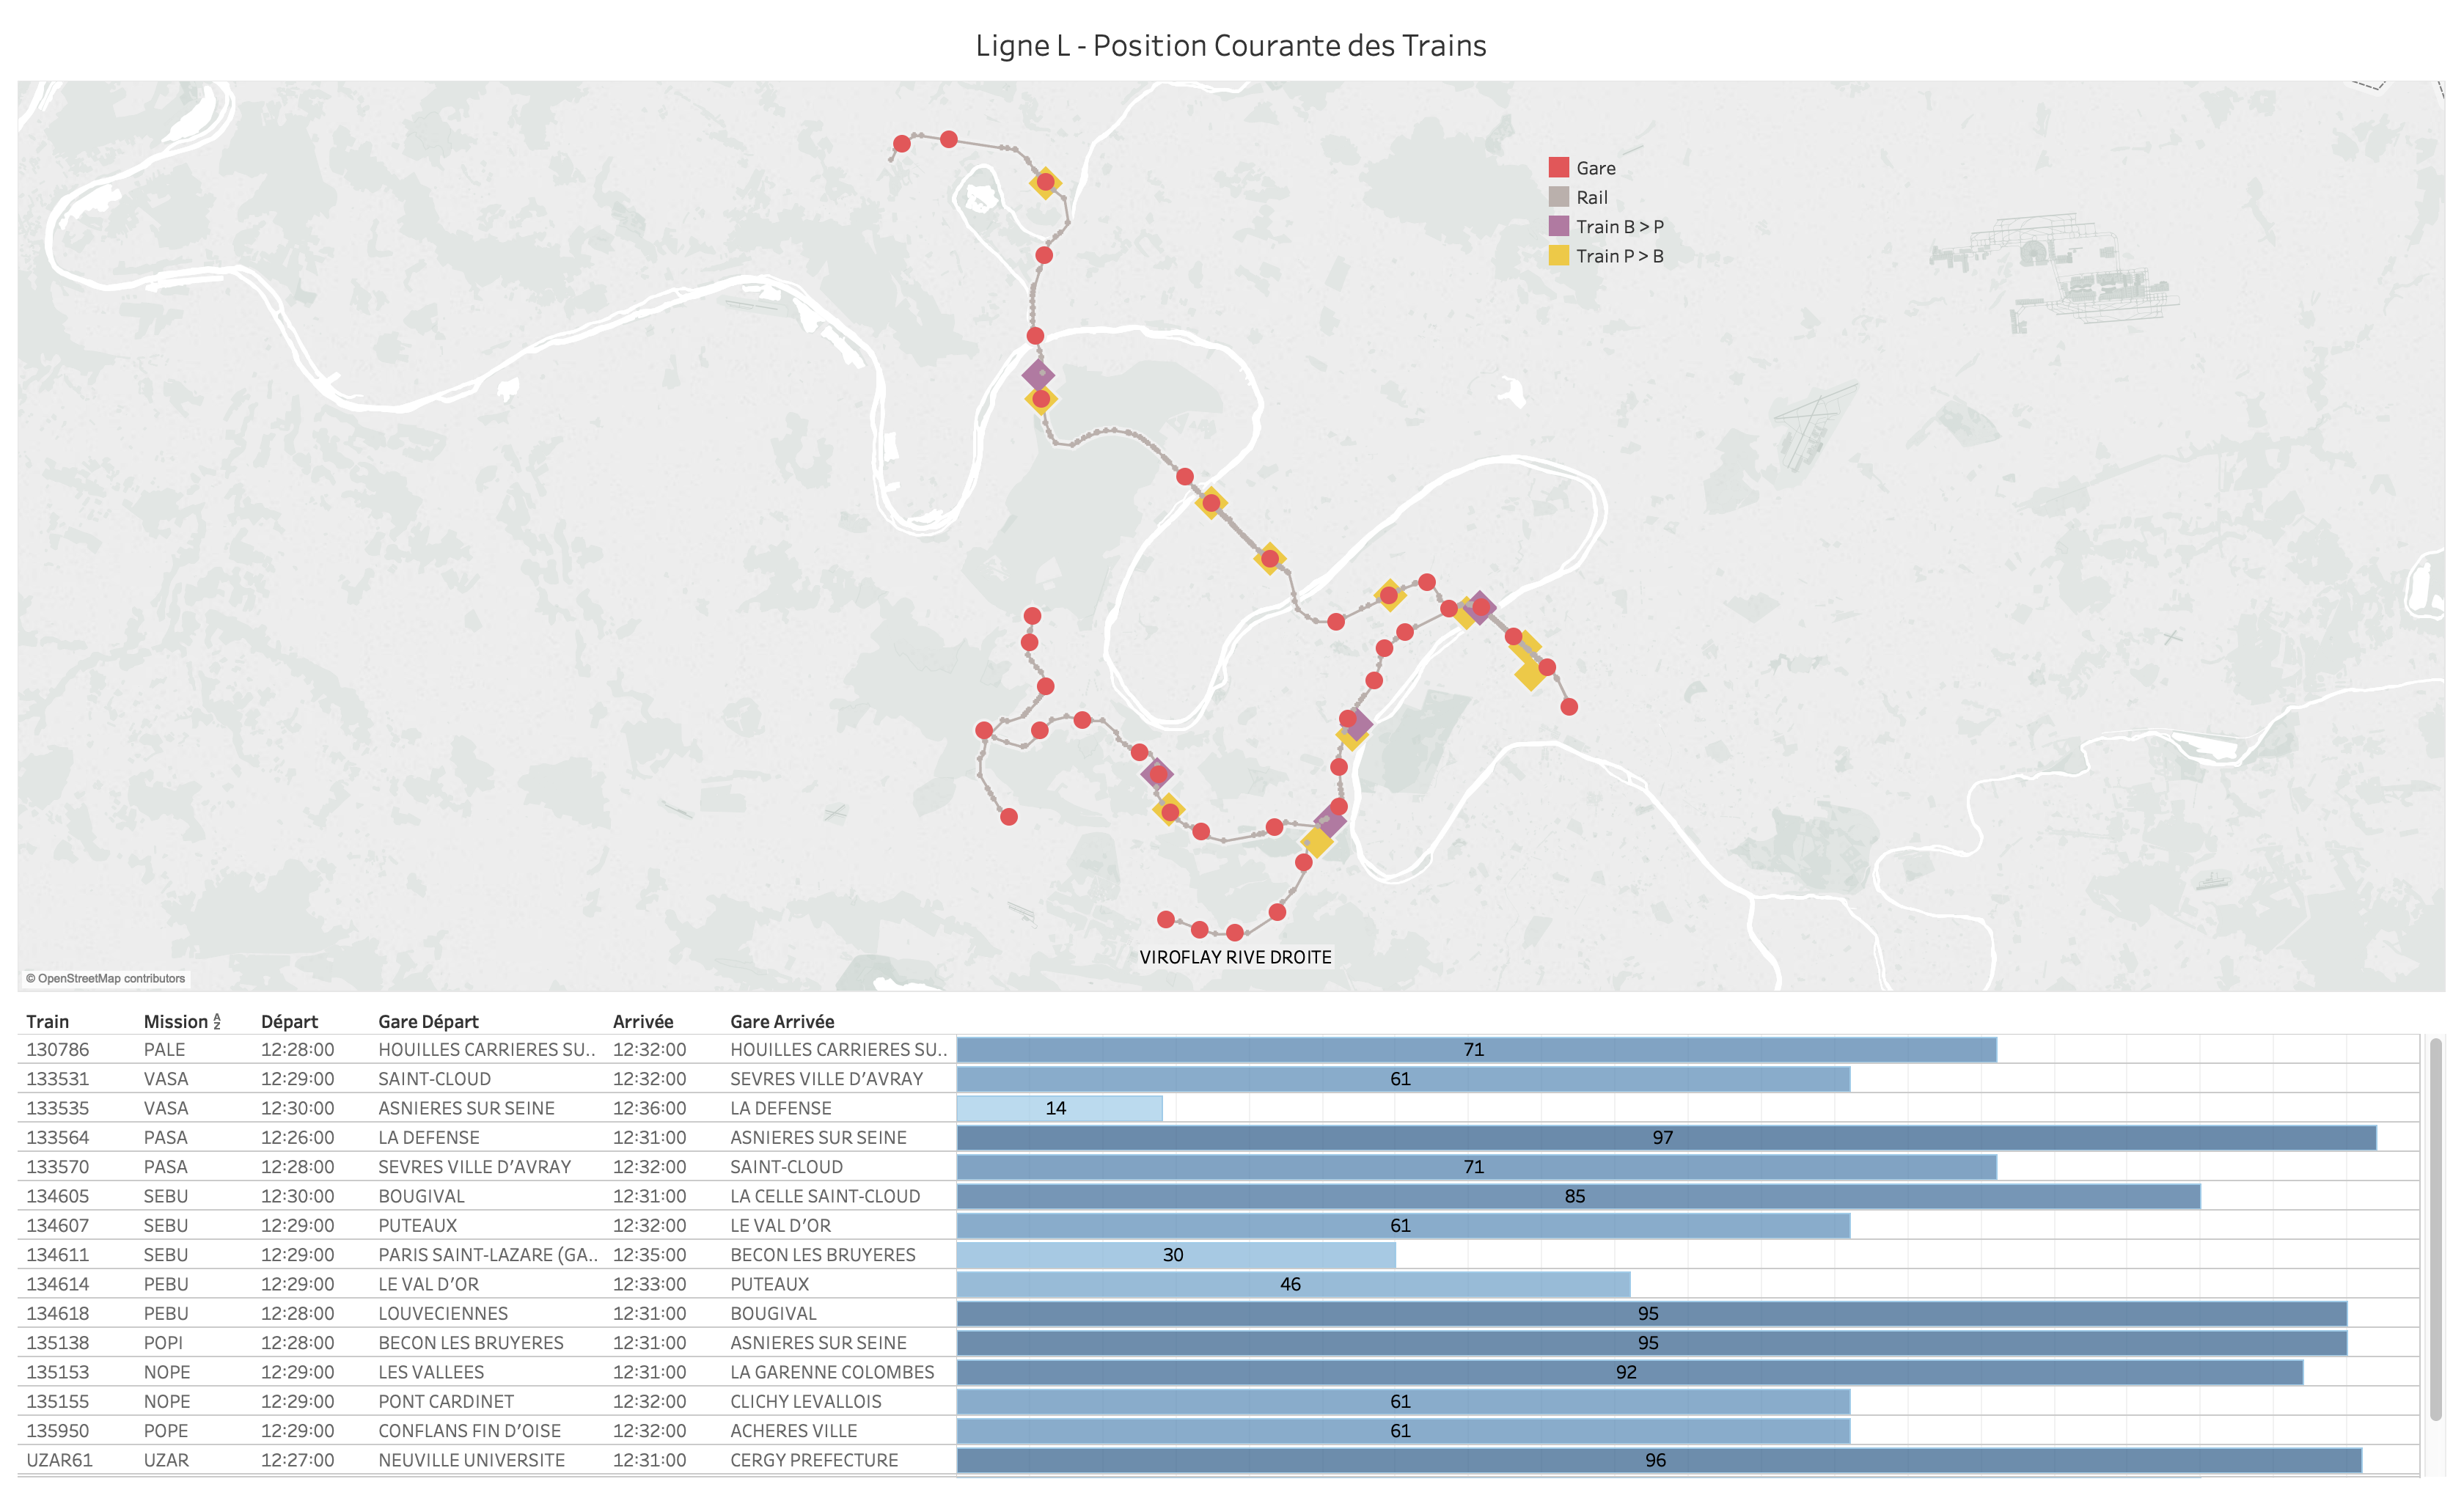 Ligne L - Position Courante des Trains
Gare
Rail
Train B > P
Train P > B
VIROFLAY RIVE DROITE
© OpenStreetMap contributors
Train Mission Départ Gare Départ Arrivée Gare Arrivée
130786 PALE 12:28:00 HOUILLES CARRIERES SU.. 12:32:00 HOUILLES CARRIERES SU.. 71
133531 VASA 12:29:00 SAINT-CLOUD 12:32:00 SEVRES VILLE D'AVRAY 61
133535 VASA 12:30:00 ASNIERES SUR SEINE 12:36:00 LA DEFENSE 14
133564 PASA 12:26:00 LA DEFENSE 12:31:00 ASNIERES SUR SEINE 97
133570 PASA 12:28:00 SEVRES VILLE D'AVRAY 12:32:00 SAINT-CLOUD 71
134605 SEBU 12:30:00 BOUGIVAL 12:31:00 LA CELLE SAINT-CLOUD 85
134607 SEBU 12:29:00 PUTEAUX 12:32:00 LE VAL D'OR 61
134611 SEBU 12:29:00 PARIS SAINT-LAZARE (GA.. 12:35:00 BECON LES BRUYERES 30
134614 PEBU 12:29:00 LE VAL D'OR 12:33:00 PUTEAUX 46
134618 PEBU 12:28:00 LOUVECIENNES 12:31:00 BOUGIVAL 95
135138 POPI 12:28:00 BECON LES BRUYERES 12:31:00 ASNIERES SUR SEINE 95
135153 NOPE 12:29:00 LES VALLEES 12:31:00 LA GARENNE COLOMBES 92
135155 NOPE 12:29:00 PONT CARDINET 12:32:00 CLICHY LEVALLOIS 61
135950 POPE 12:29:00 CONFLANS FIN D'OISE 12:32:00 ACHERES VILLE 61
UZAR61 UZAR 12:27:00 NEUVILLE UNIVERSITE 12:31:00 CERGY PREFECTURE 96